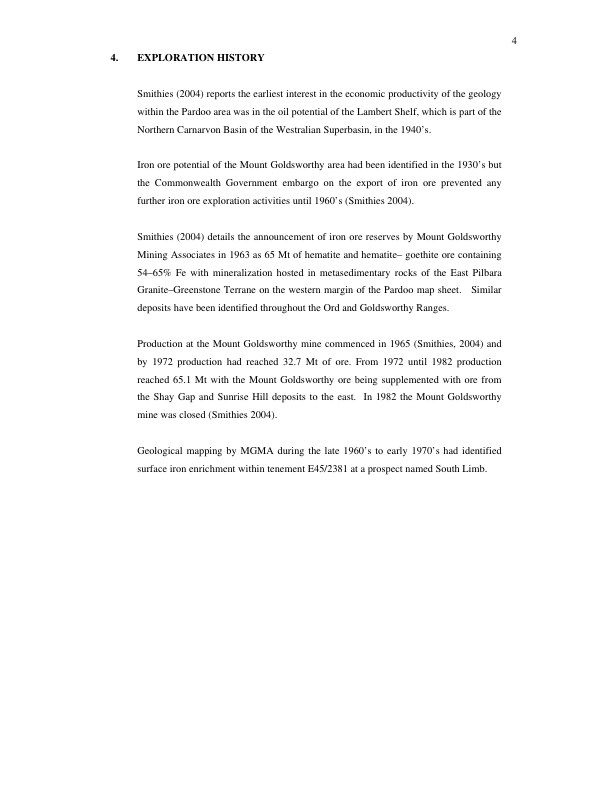 4
4. EXPLORATION HISTORY
Smithies (2004) reports the earliest interest in the economic productivity of the geology
within the Pardoo area was in the oil potential of the Lambert Shelf, which is part of the
Northern Carnarvon Basin of the Westralian Superbasin, in the 1940’s.
Iron ore potential of the Mount Goldsworthy area had been identified in the 1930’s but
the Commonwealth Government embargo on the export of iron ore prevented any
further iron ore exploration activities until 1960’s (Smithies 2004).
Smithies (2004) details the announcement of iron ore reserves by Mount Goldsworthy
Mining Associates in 1963 as 65 Mt of hematite and hematite– goethite ore containing
54–65% Fe with mineralization hosted in metasedimentary rocks of the East Pilbara
Granite–Greenstone Terrane on the western margin of the Pardoo map sheet. Similar
deposits have been identified throughout the Ord and Goldsworthy Ranges.
Production at the Mount Goldsworthy mine commenced in 1965 (Smithies, 2004) and
by 1972 production had reached 32.7 Mt of ore. From 1972 until 1982 production
reached 65.1 Mt with the Mount Goldsworthy ore being supplemented with ore from
the Shay Gap and Sunrise Hill deposits to the east. In 1982 the Mount Goldsworthy
mine was closed (Smithies 2004).
Geological mapping by MGMA during the late 1960’s to early 1970’s had identified
surface iron enrichment within tenement E45/2381 at a prospect named South Limb.